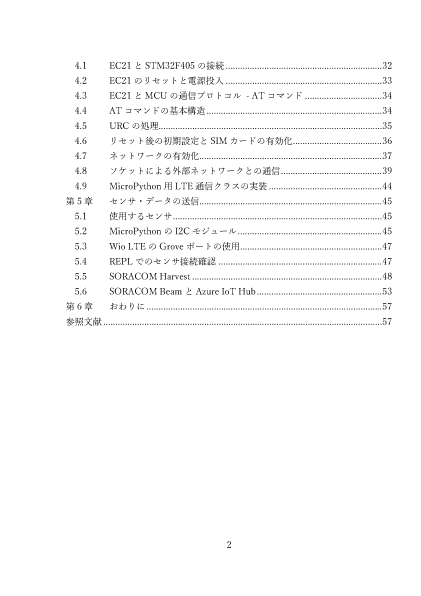 4.1 EC21 と STM32F405 の接続 ........ 32
4.2 EC21 のリセットと電源投入 ........ 33
4.3 EC21 と MCU の通信プロトコル - AT コマンド ........ 34
4.4 AT コマンドの基本構造 ........ 34
4.5 URC の処理 ........ 35
4.6 リセット後の初期設定と SIM カードの有効化 ........ 36
4.7 ネットワークの有効化 ........ 37
4.8 ソケットによる外部ネットワークとの通信 ........ 39
4.9 MicroPython 用 LTE 通信クラスの実装 ........ 44
第 5 章 センサ・データの送信 ........ 45
5.1 使用するセンサ ........ 45
5.2 MicroPython の I2C モジュール ........ 45
5.3 Wio LTE の Grove ポートの使用 ........ 47
5.4 REPL でのセンサ接続確認 ........ 47
5.5 SORACOM Harvest ........ 48
5.6 SORACOM Beam と Azure IoT Hub ........ 53
第 6 章 おわりに ........ 57
参照文献 ........ 57
2